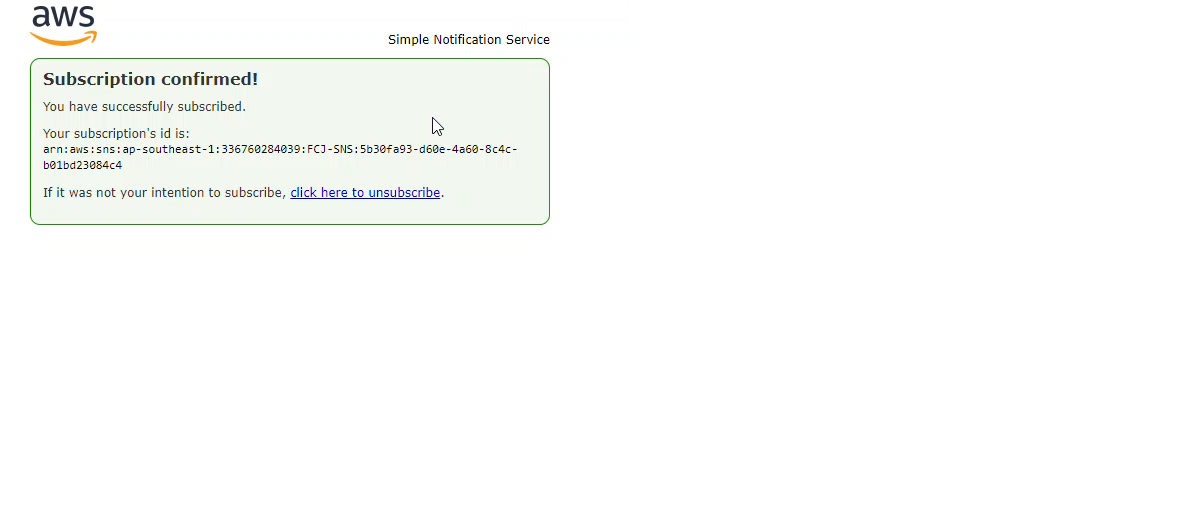 aws
Simple Notification Service
Subscription confirmed!
You have successfully subscribed.
Your subscription's id is:
arn:aws:sns:ap-southeast-1:336760284039:FCJ-SNS:5b30fa93-d60e-4a60-8c4c-
b01bd23084c4
If it was not your intention to subscribe, click here to unsubscribe.